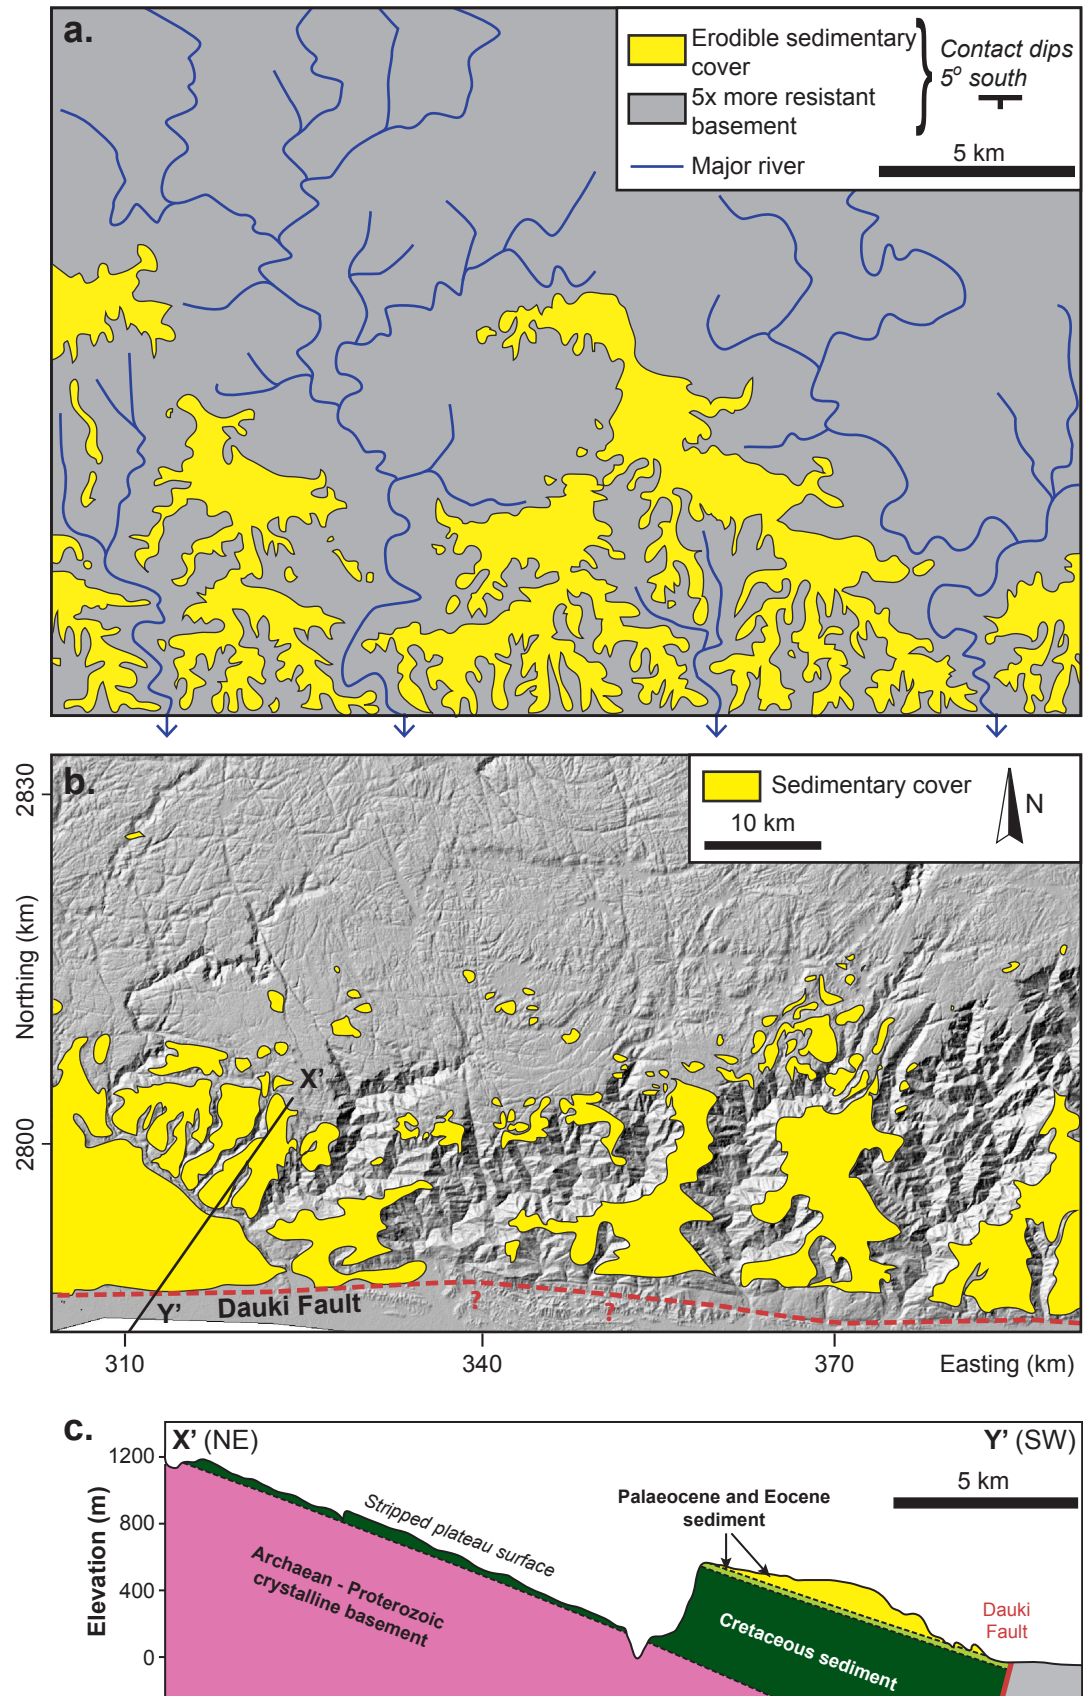 a.
Erodible sedimentary
cover
5x more resistant
basement
Major river
Contact dips
5° south
5 km
b.
Sedimentary cover
10 km
N
2830
Northing (km)
2800
X'
Y'
Dauki Fault
?
?
310
340
370
Easting (km)
c.
X' (NE)
Y' (SW)
5 km
1200
800
400
0
Elevation (m)
Stripped plateau surface
Palaeocene and Eocene
sediment
Archaean - Proterozoic
crystalline basement
Cretaceous sediment
Dauki
Fault